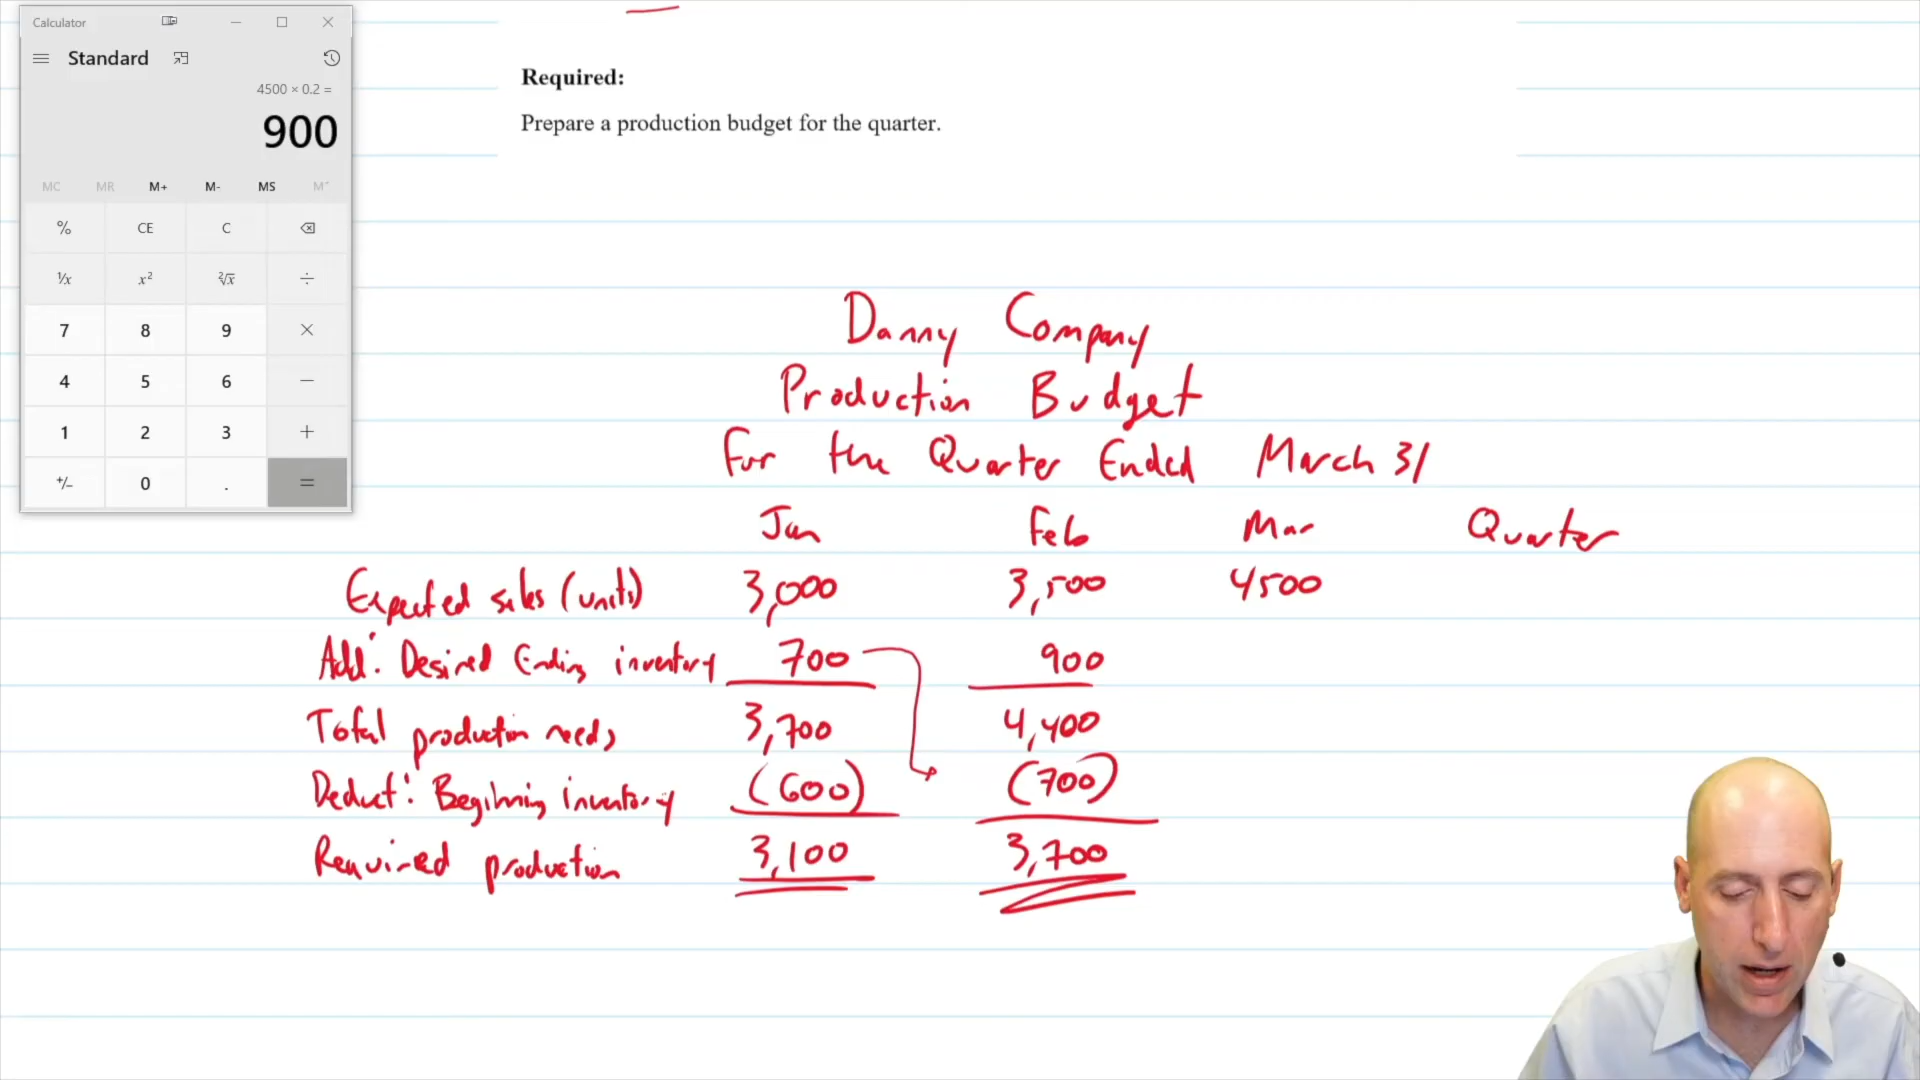 Calculator
Standard
4500 × 0.2 =
900
MC MR M+ M- MS M˅
% CE C ⌫
¹/x x² ²√x ÷
7 8 9 ×
4 5 6 −
1 2 3 +
+/− 0 . =
Required:
Prepare a production budget for the quarter.
Danny Company
Production Budget
For the Quarter Ended March 31
Jan Feb Mar Quarter
Expected sales (units) 3,000 3,500 4500
Add: Desired Ending inventory 700 900
Total production needs 3,700 4,400
Deduct: Beginning inventory (600) (700)
Required production 3,100 3,700